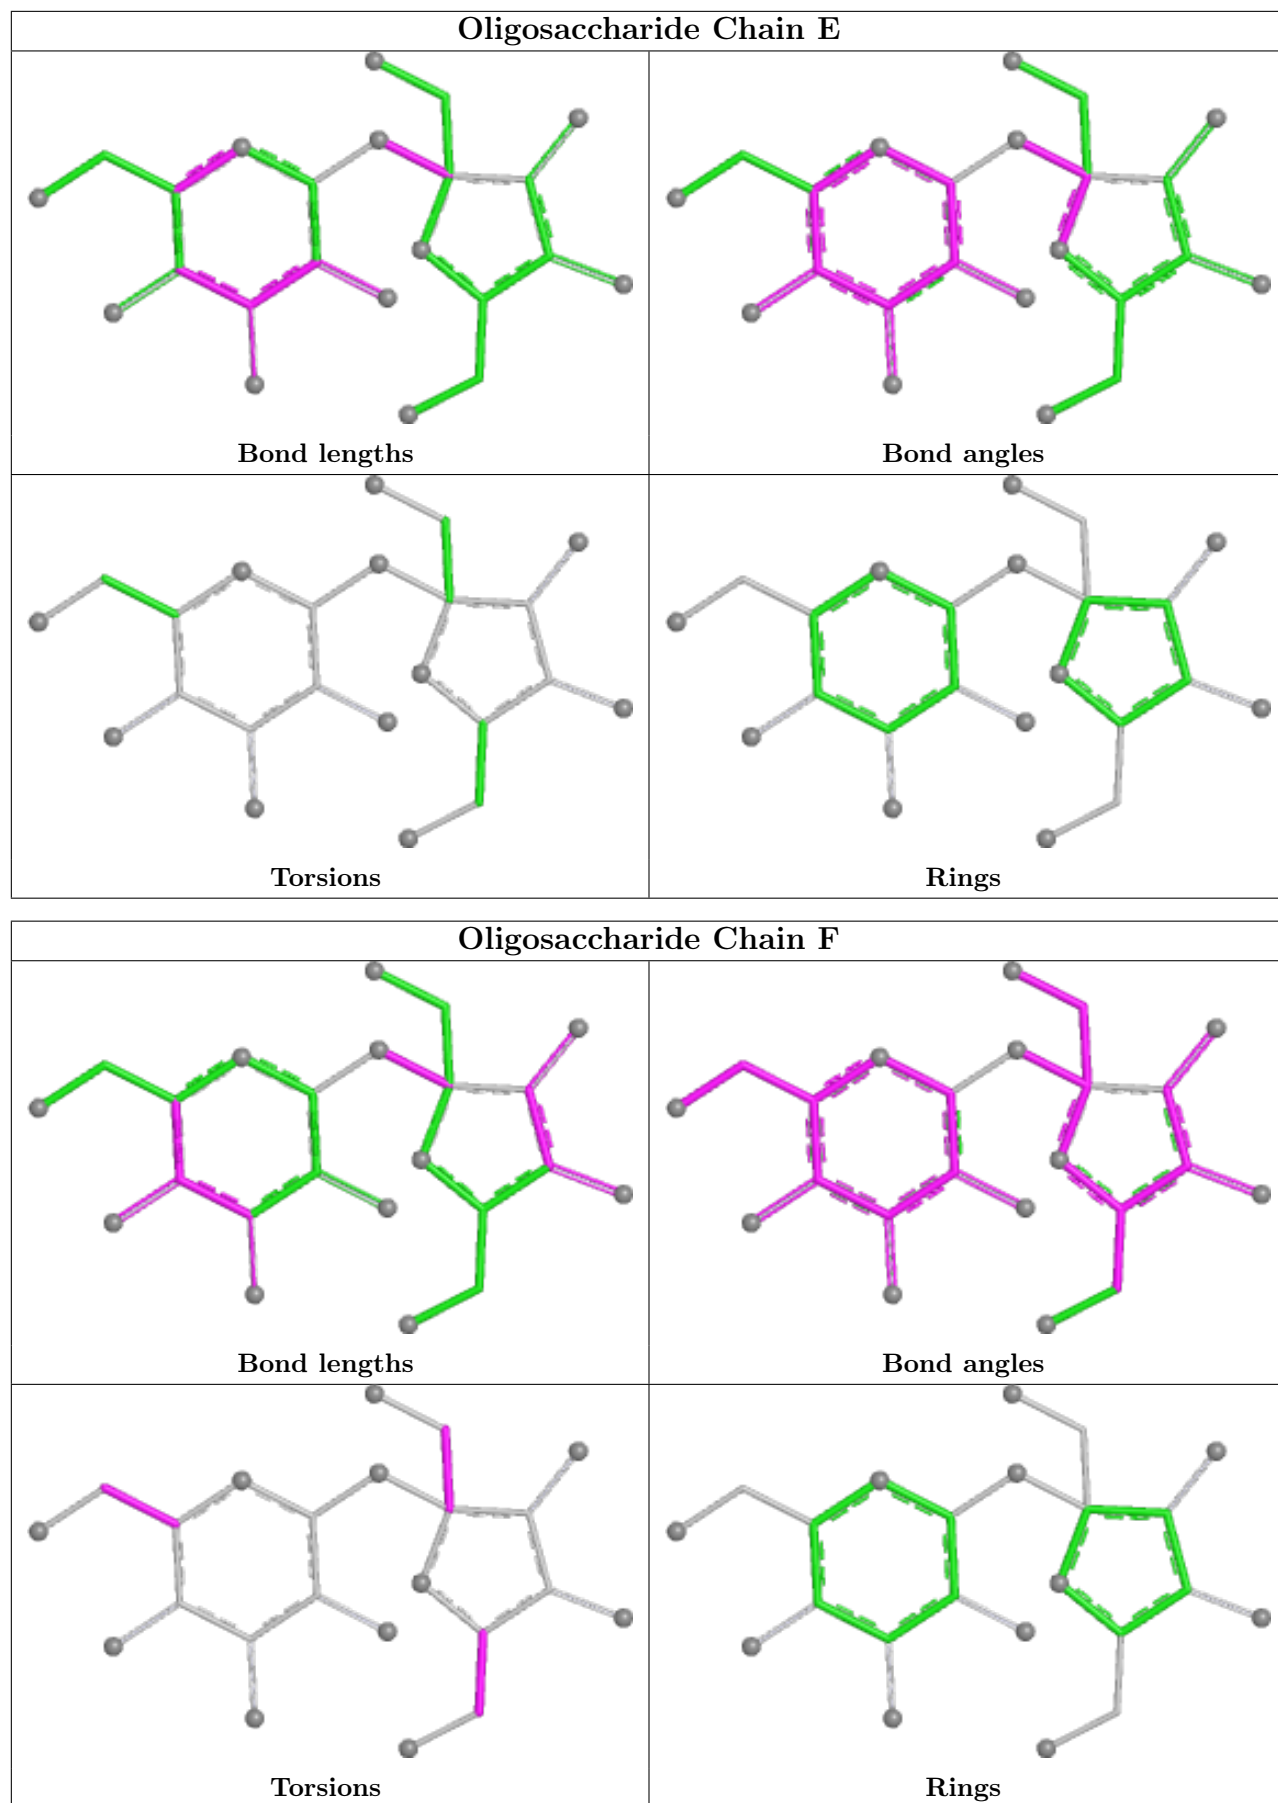 Oligosaccharide Chain E
Bond lengths
Bond angles
Torsions
Rings
Oligosaccharide Chain F
Bond lengths
Bond angles
Torsions
Rings